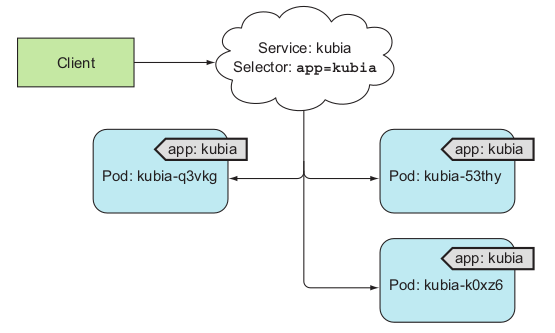 Client
Service: kubia
Selector: app=kubia
app: kubia
Pod: kubia-q3vkg
app: kubia
Pod: kubia-53thy
app: kubia
Pod: kubia-k0xz6